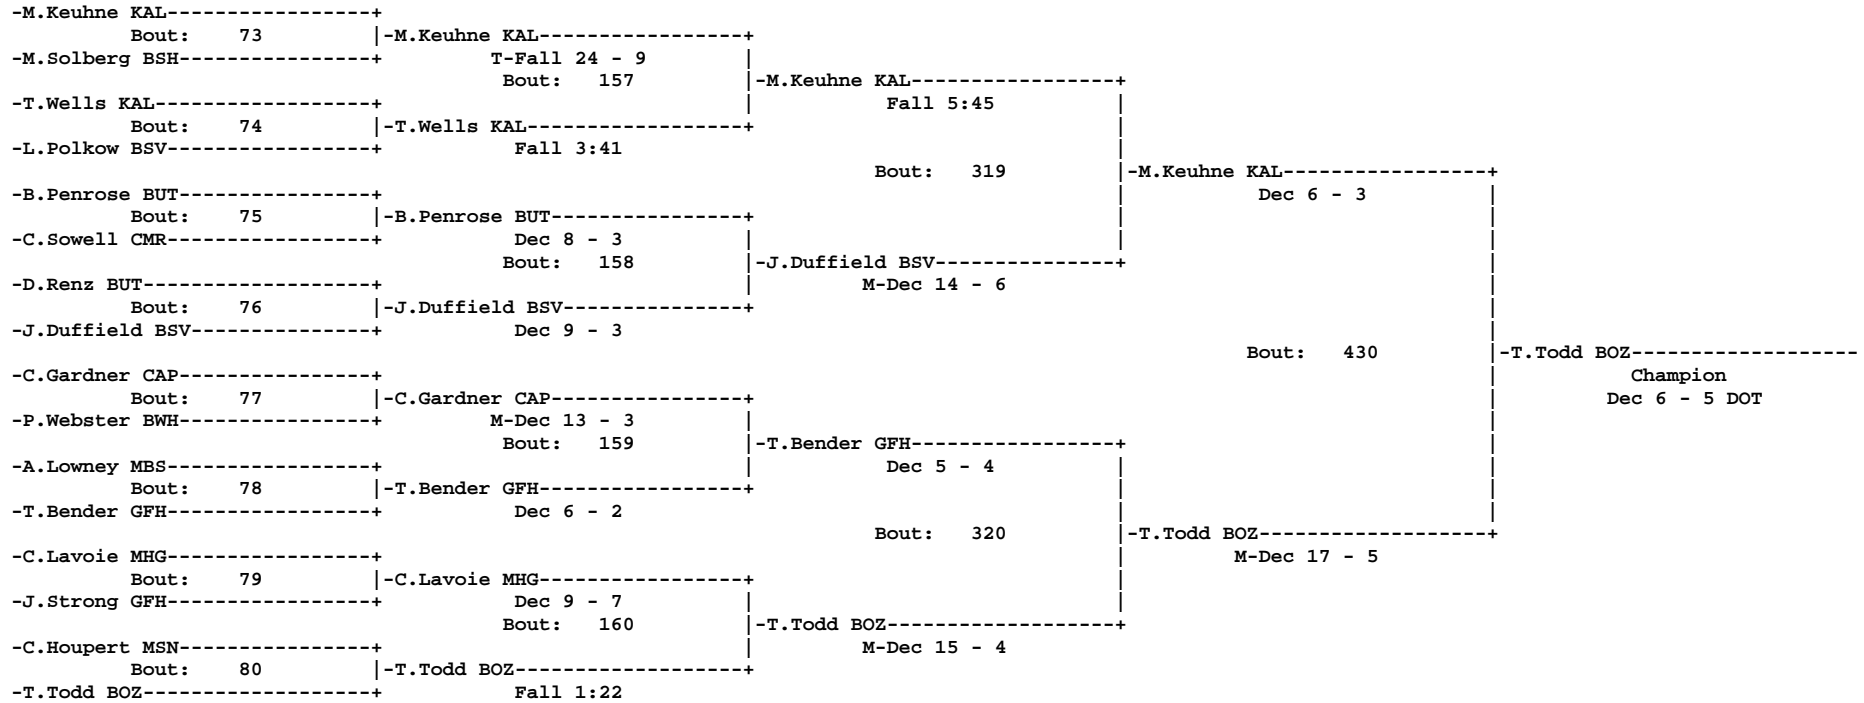 -M.Keuhne KAL-----------------+
Bout: 73 |-M.Keuhne KAL-----------------+
-M.Solberg BSH----------------+ T-Fall 24 - 9 |
Bout: 157 |-M.Keuhne KAL-----------------+
-T.Wells KAL------------------+ | Fall 5:45 |
Bout: 74 |-T.Wells KAL------------------+ |
-L.Polkow BSV-----------------+ Fall 3:41 |
Bout: 319 |-M.Keuhne KAL-----------------+
-B.Penrose BUT----------------+ | Dec 6 - 3 |
Bout: 75 |-B.Penrose BUT----------------+ | |
-C.Sowell CMR-----------------+ Dec 8 - 3 | | |
Bout: 158 |-J.Duffield BSV---------------+ |
-D.Renz BUT-------------------+ | M-Dec 14 - 6 |
Bout: 76 |-J.Duffield BSV---------------+ |
-J.Duffield BSV---------------+ Dec 9 - 3 |
Bout: 430 |-T.Todd BOZ-------------------
-C.Gardner CAP----------------+ | Champion
Bout: 77 |-C.Gardner CAP----------------+ | Dec 6 - 5 DOT
-P.Webster BWH----------------+ M-Dec 13 - 3 | |
Bout: 159 |-T.Bender GFH-----------------+ |
-A.Lowney MBS-----------------+ | Dec 5 - 4 | |
Bout: 78 |-T.Bender GFH-----------------+ | |
-T.Bender GFH-----------------+ Dec 6 - 2 | |
Bout: 320 |-T.Todd BOZ-------------------+
-C.Lavoie MHG-----------------+ | M-Dec 17 - 5
Bout: 79 |-C.Lavoie MHG-----------------+ |
-J.Strong GFH-----------------+ Dec 9 - 7 | |
Bout: 160 |-T.Todd BOZ-------------------+
-C.Houpert MSN----------------+ | M-Dec 15 - 4
Bout: 80 |-T.Todd BOZ-------------------+
-T.Todd BOZ-------------------+ Fall 1:22